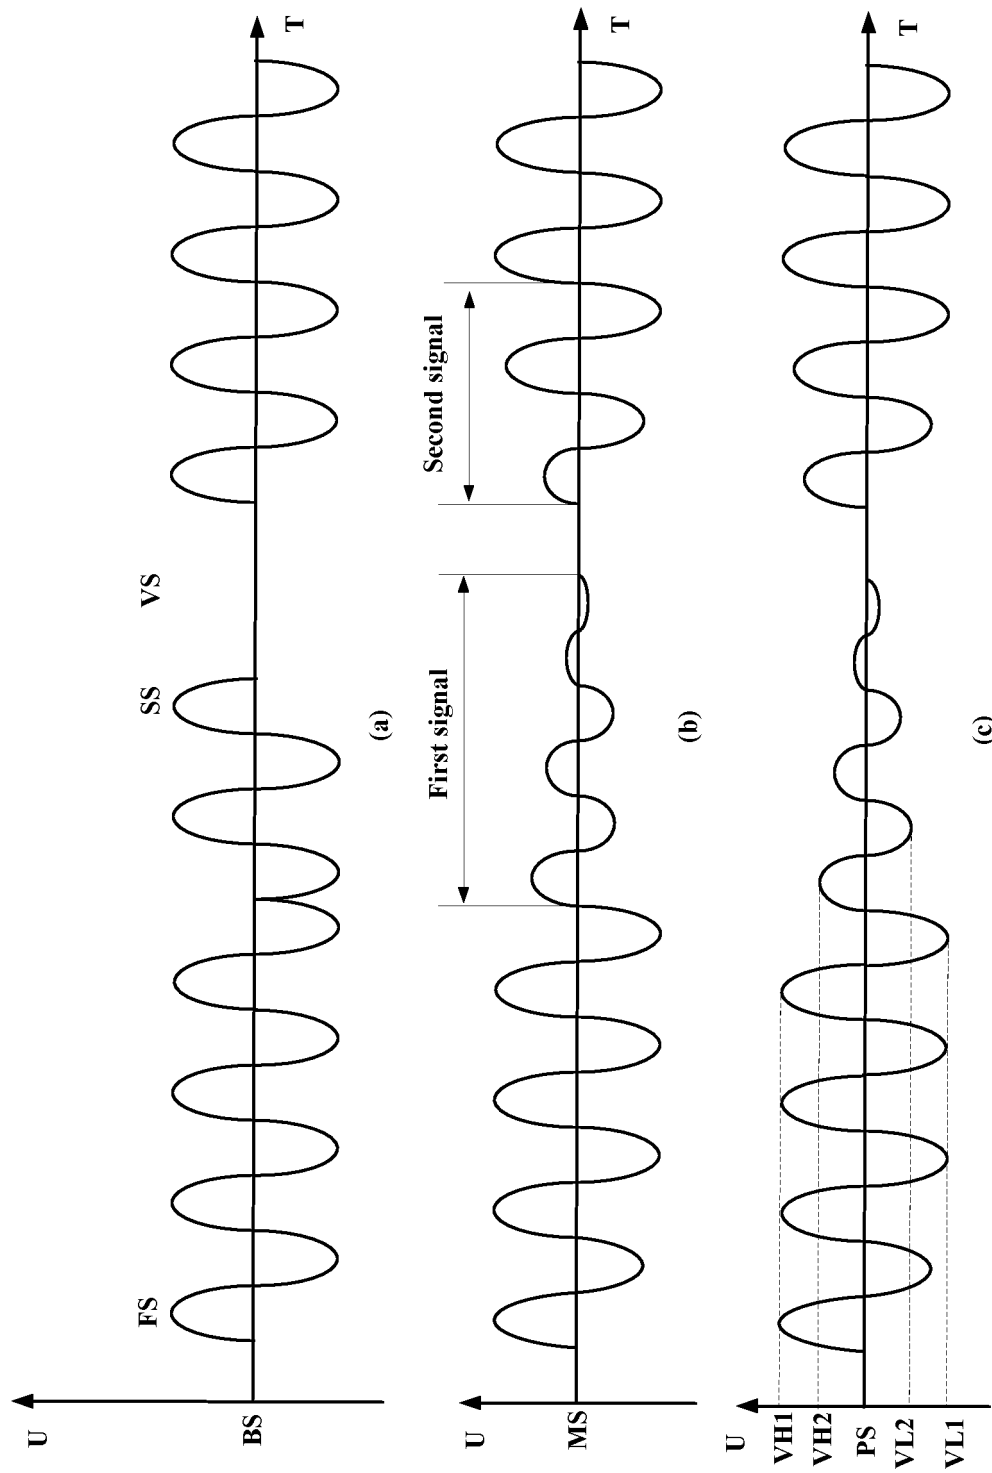 U
BS
FS
SS
VS
T
(a)
U
MS
First signal
Second signal
T
(b)
U
VH1
VH2
PS
VL2
VL1
T
(c)